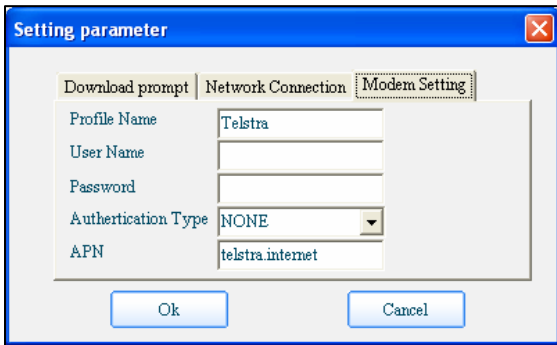 Setting parameter
Download prompt Network Connection Modem Setting
Profile Name Telstra
User Name
Password
Authertication Type NONE
APN telstra.internet
Ok Cancel